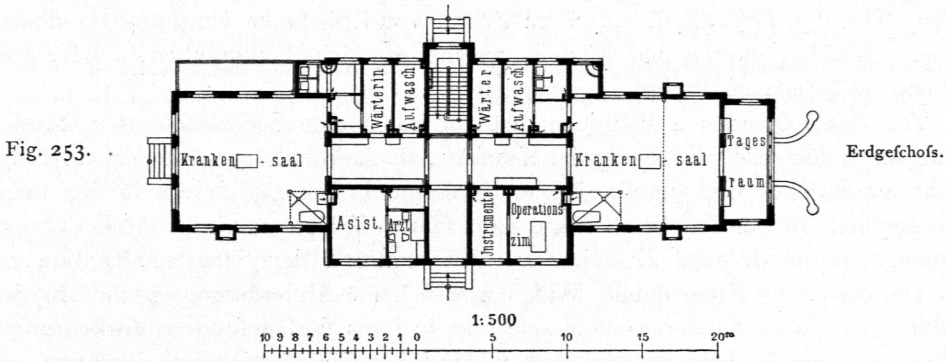 Fig. 253.
Erdgeschoſs.
Wärterin
Aufwasch
Wärter
Aufwasch
Kranken - saal
Kranken - saal
Tages
raum
Asist. Arzt
Instrumente
Operations
zim.
1:500
10 9 8 7 6 5 4 3 2 1 0 5 10 15 20m